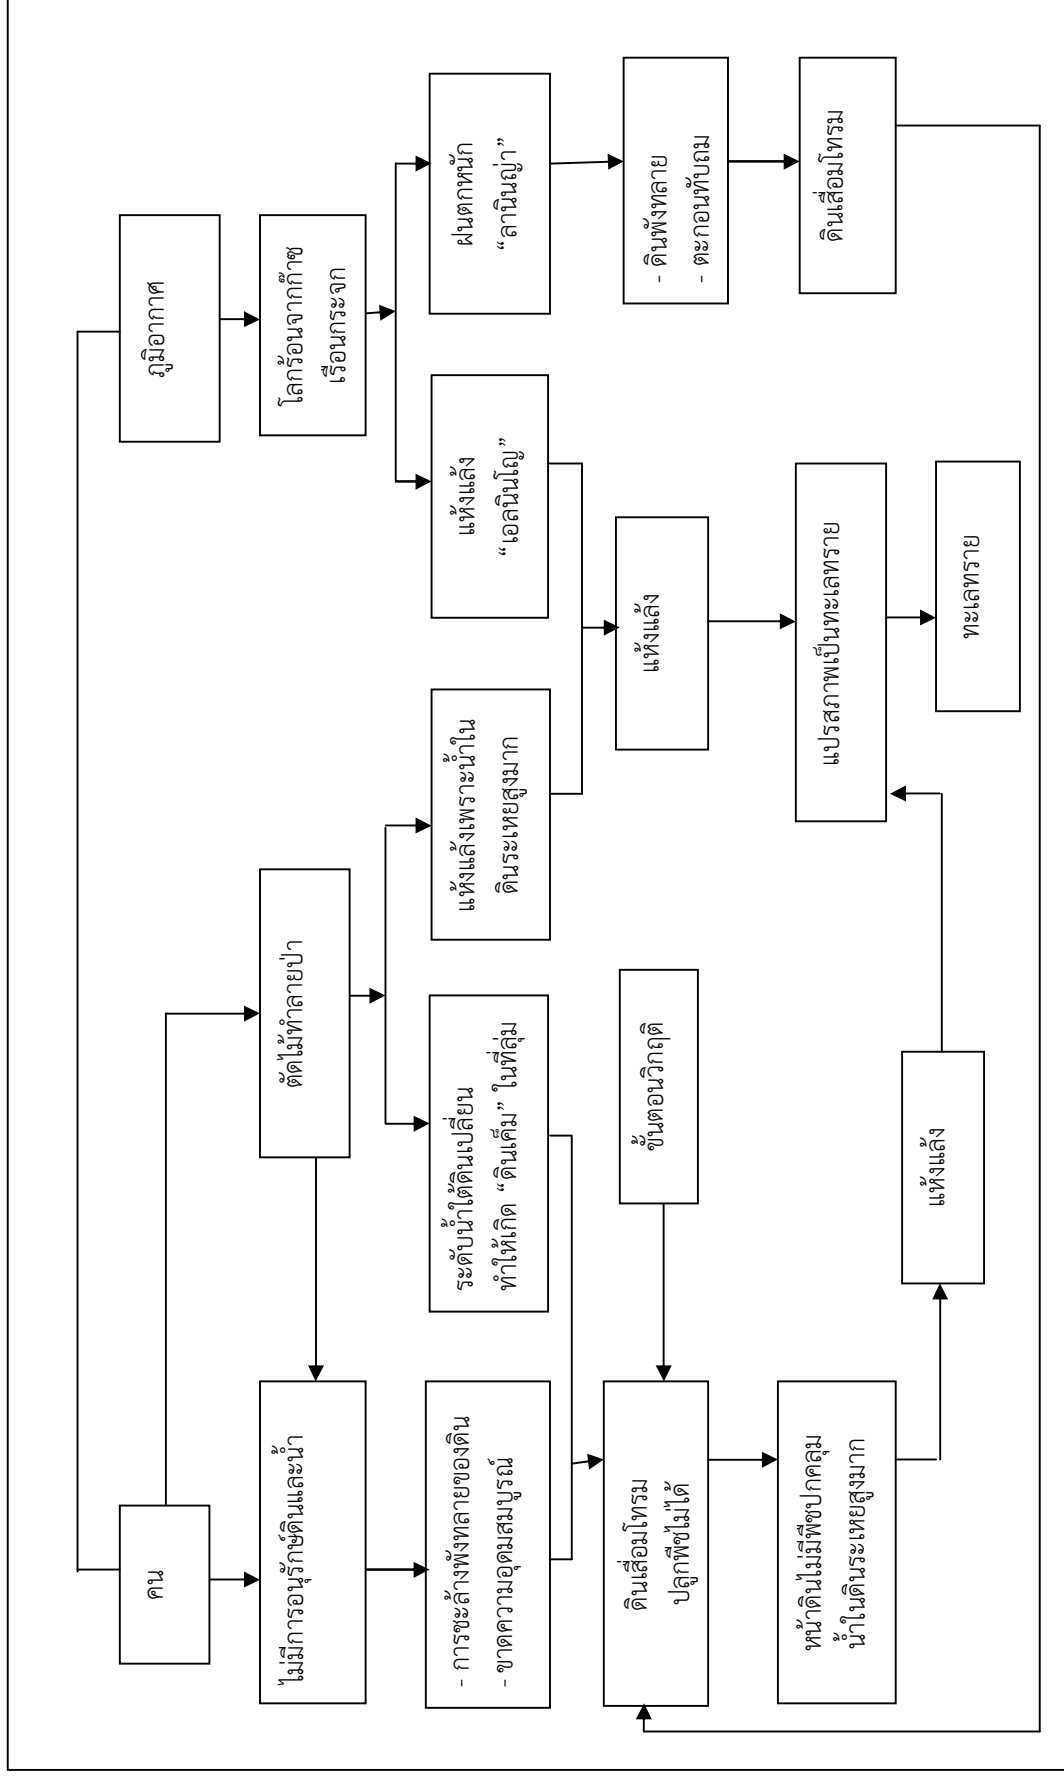 คน
ภูมิอากาศ
ไม่มีการอนุรักษ์ดินและน้ำ
ตัดไม้ทำลายป่า
โลกร้อนจากก๊าซ
เรือนกระจก
- การชะล้างพังทลายของดิน
- ขาดความอุดมสมบูรณ์
ระดับน้ำใต้ดินเปลี่ยน
ทำให้เกิด “ดินเค็ม” ในที่ลุ่ม
แห้งแล้งเพราะน้ำใน
ดินระเหยสูงมาก
แห้งแล้ง
“เอลนินโญ”
ฝนตกหนัก
“ลานินญ่า”
ดินเสื่อมโทรม
ปลูกพืชไม่ได้
ขั้นตอนวิกฤติ
แห้งแล้ง
- ดินพังทลาย
- ตะกอนทับถม
หน้าดินไม่มีพืชปกคลุม
น้ำในดินระเหยสูงมาก
แห้งแล้ง
แปรสภาพเป็นทะเลทราย
ดินเสื่อมโทรม
ทะเลทราย